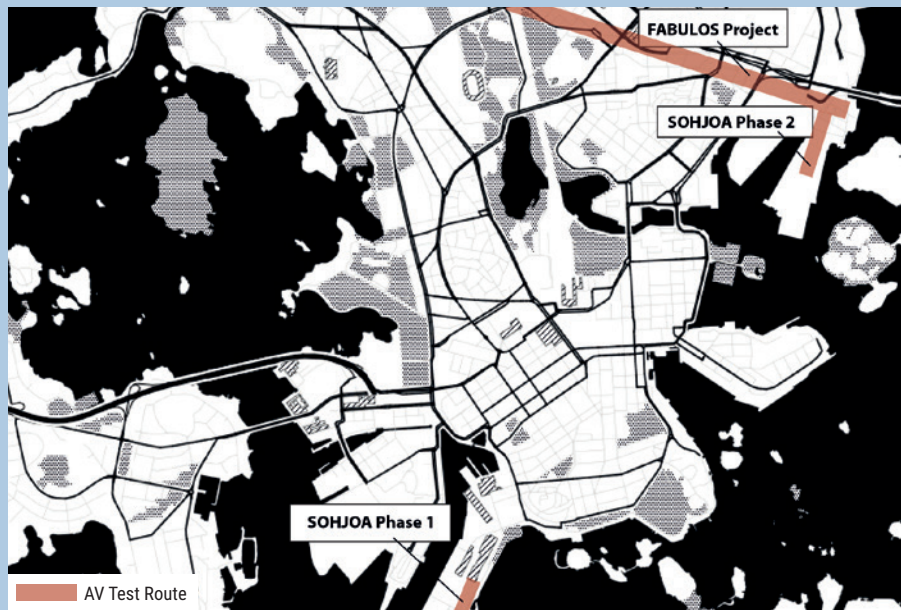 FABULOS Project
SOHJOA Phase 2
SOHJOA Phase 1
AV Test Route